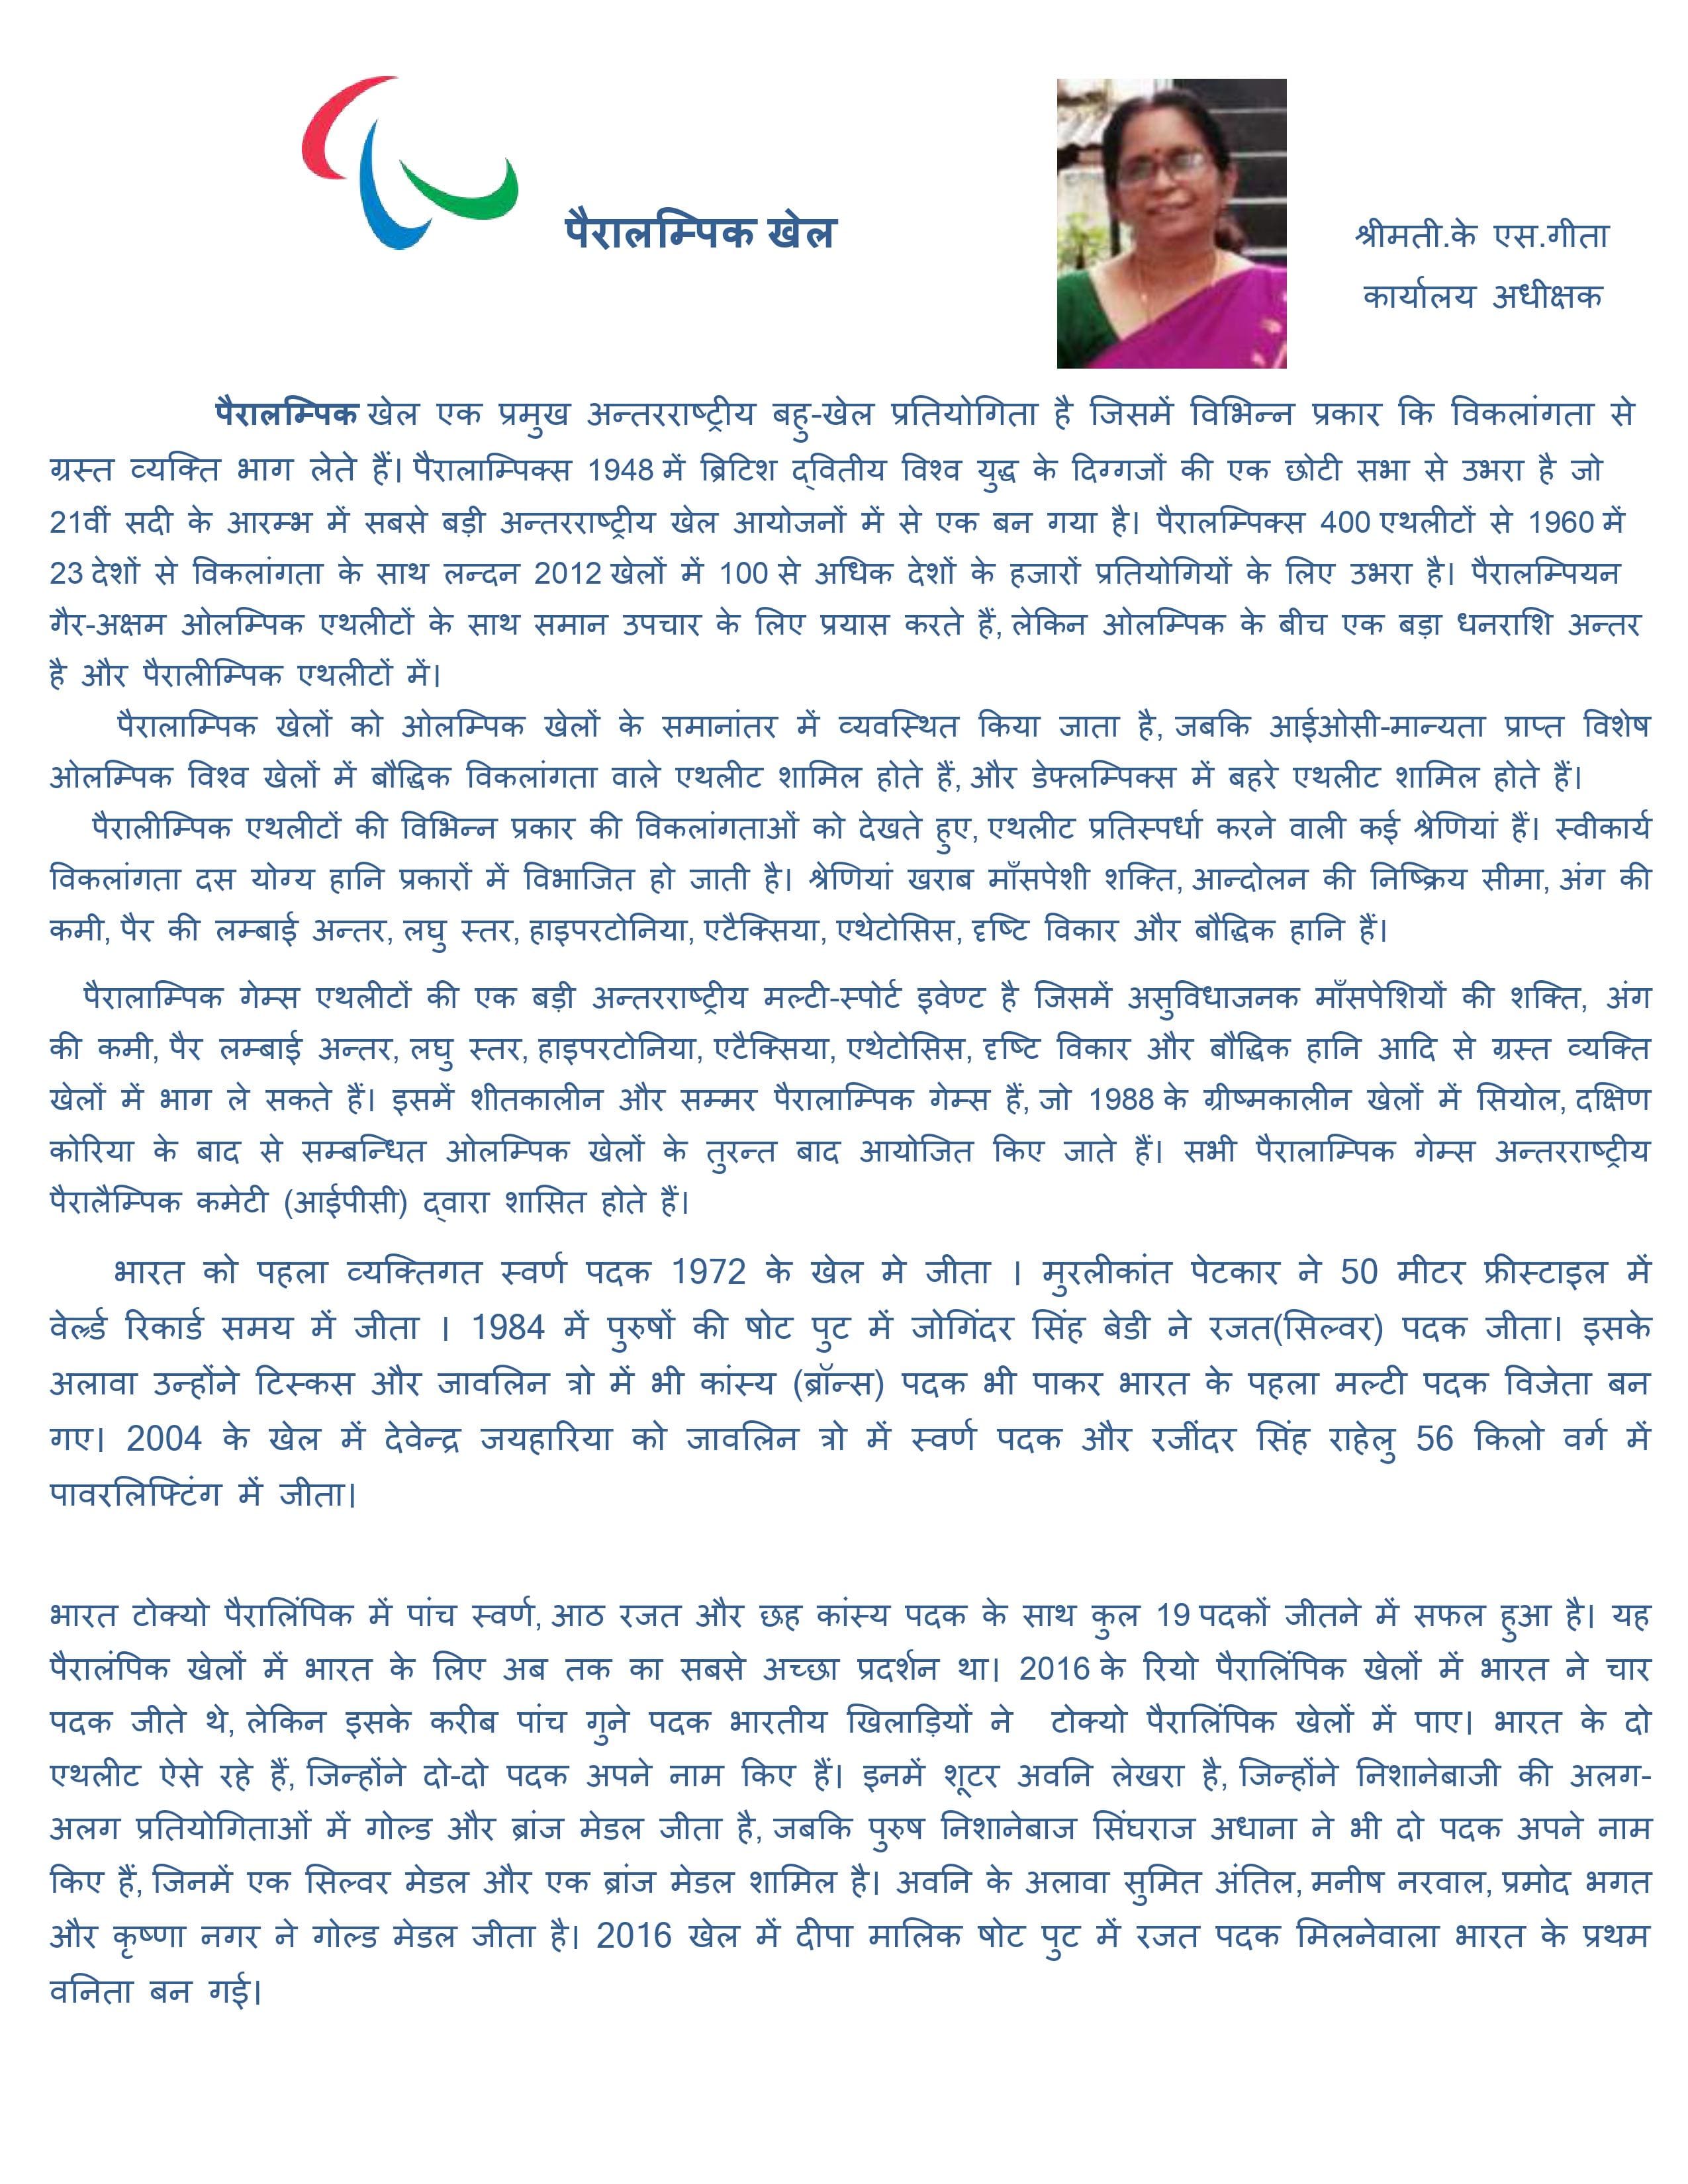 पैरालम्पिक खेल
श्रीमती.के एस.गीता
कार्यालय अधीक्षक
पैरालम्पिक खेल एक प्रमुख अन्तरराष्ट्रीय बहु-खेल प्रतियोगिता है जिसमें विभिन्न प्रकार कि विकलांगता से
ग्रस्त व्यक्ति भाग लेते हैं। पैरालाम्पिक्स 1948 में ब्रिटिश द्वितीय विश्व युद्ध के दिग्गजों की एक छोटी सभा से उभरा है जो
21वीं सदी के आरम्भ में सबसे बड़ी अन्तरराष्ट्रीय खेल आयोजनों में से एक बन गया है। पैरालम्पिक्स 400 एथलीटों से 1960 में
23 देशों से विकलांगता के साथ लन्दन 2012 खेलों में 100 से अधिक देशों के हजारों प्रतियोगियों के लिए उभरा है। पैरालम्पियन
गैर-अक्षम ओलम्पिक एथलीटों के साथ समान उपचार के लिए प्रयास करते हैं, लेकिन ओलम्पिक के बीच एक बड़ा धनराशि अन्तर
है और पैरालीम्पिक एथलीटों में।
पैरालाम्पिक खेलों को ओलम्पिक खेलों के समानांतर में व्यवस्थित किया जाता है, जबकि आईओसी-मान्यता प्राप्त विशेष
ओलम्पिक विश्व खेलों में बौद्धिक विकलांगता वाले एथलीट शामिल होते हैं, और डेफ्लम्पिक्स में बहरे एथलीट शामिल होते हैं।
पैरालीम्पिक एथलीटों की विभिन्न प्रकार की विकलांगताओं को देखते हुए, एथलीट प्रतिस्पर्धा करने वाली कई श्रेणियां हैं। स्वीकार्य
विकलांगता दस योग्य हानि प्रकारों में विभाजित हो जाती है। श्रेणियां खराब माँसपेशी शक्ति, आन्दोलन की निष्क्रिय सीमा, अंग की
कमी, पैर की लम्बाई अन्तर, लघु स्तर, हाइपरटोनिया, एटैक्सिया, एथेटोसिस, दृष्टि विकार और बौद्धिक हानि हैं।
पैरालाम्पिक गेम्स एथलीटों की एक बड़ी अन्तरराष्ट्रीय मल्टी-स्पोर्ट इवेण्ट है जिसमें असुविधाजनक माँसपेशियों की शक्ति, अंग
की कमी, पैर लम्बाई अन्तर, लघु स्तर, हाइपरटोनिया, एटैक्सिया, एथेटोसिस, दृष्टि विकार और बौद्धिक हानि आदि से ग्रस्त व्यक्ति
खेलों में भाग ले सकते हैं। इसमें शीतकालीन और सम्मर पैरालाम्पिक गेम्स हैं, जो 1988 के ग्रीष्मकालीन खेलों में सियोल, दक्षिण
कोरिया के बाद से सम्बन्धित ओलम्पिक खेलों के तुरन्त बाद आयोजित किए जाते हैं। सभी पैरालाम्पिक गेम्स अन्तरराष्ट्रीय
पैरालैम्पिक कमेटी (आईपीसी) द्वारा शासित होते हैं।
भारत को पहला व्यक्तिगत स्वर्ण पदक 1972 के खेल मे जीता । मुरलीकांत पेटकार ने 50 मीटर फ्रीस्टाइल में
वेर्ल्ड रिकार्ड समय में जीता । 1984 में पुरुषों की षोट पुट में जोगिंदर सिंह बेडी ने रजत(सिल्वर) पदक जीता। इसके
अलावा उन्होंने टिस्कस और जावलिन त्रो में भी कांस्य (ब्रॉन्स) पदक भी पाकर भारत के पहला मल्टी पदक विजेता बन
गए। 2004 के खेल में देवेन्द्र जयहारिया को जावलिन त्रो में स्वर्ण पदक और रजींदर सिंह राहेलु 56 किलो वर्ग में
पावरलिफ्टिंग में जीता।
भारत टोक्यो पैरालिंपिक में पांच स्वर्ण, आठ रजत और छह कांस्य पदक के साथ कुल 19 पदकों जीतने में सफल हुआ है। यह
पैरालंपिक खेलों में भारत के लिए अब तक का सबसे अच्छा प्रदर्शन था। 2016 के रियो पैरालिंपिक खेलों में भारत ने चार
पदक जीते थे, लेकिन इसके करीब पांच गुने पदक भारतीय खिलाड़ियों ने टोक्यो पैरालिंपिक खेलों में पाए। भारत के दो
एथलीट ऐसे रहे हैं, जिन्होंने दो-दो पदक अपने नाम किए हैं। इनमें शूटर अवनि लेखरा है, जिन्होंने निशानेबाजी की अलग-
अलग प्रतियोगिताओं में गोल्ड और ब्रांज मेडल जीता है, जबकि पुरुष निशानेबाज सिंघराज अधाना ने भी दो पदक अपने नाम
किए हैं, जिनमें एक सिल्वर मेडल और एक ब्रांज मेडल शामिल है। अवनि के अलावा सुमित अंतिल, मनीष नरवाल, प्रमोद भगत
और कृष्णा नगर ने गोल्ड मेडल जीता है। 2016 खेल में दीपा मालिक षोट पुट में रजत पदक मिलनेवाला भारत के प्रथम
वनिता बन गई।